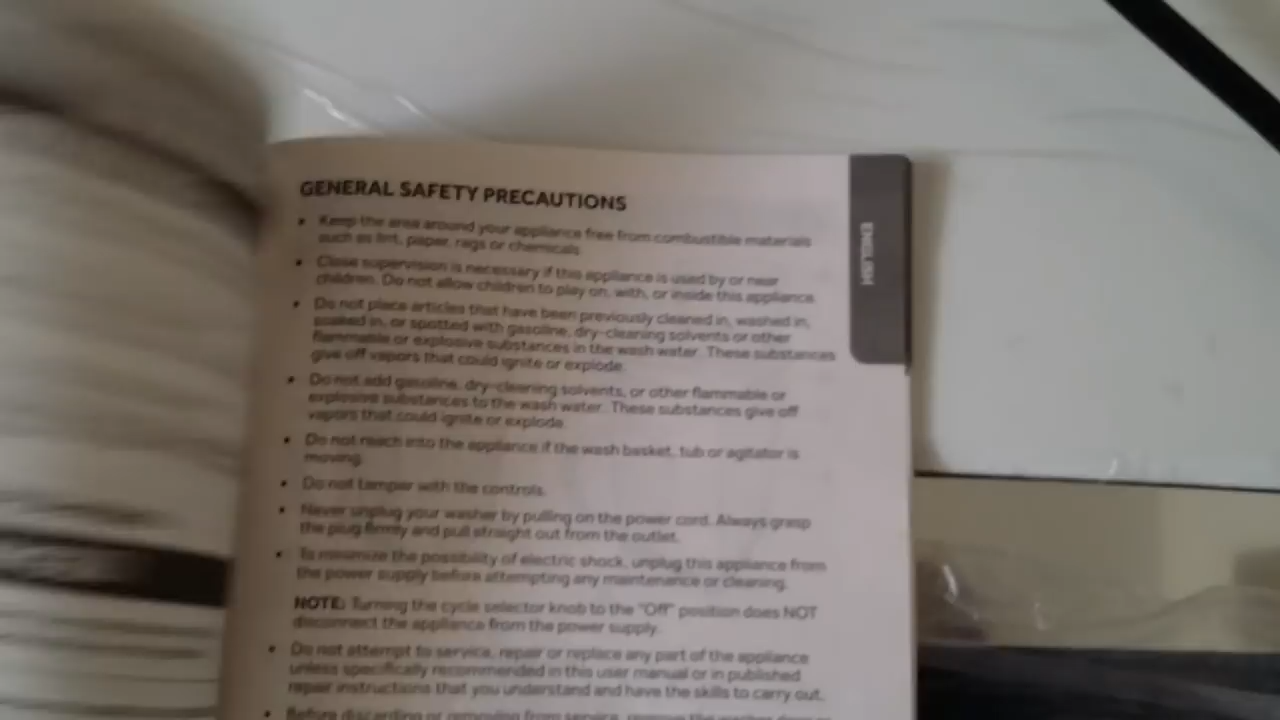 GENERAL SAFETY PRECAUTIONS
• Keep the area around your appliance free from combustible materials
such as lint, paper, rags or chemicals.
• Close supervision is necessary if this appliance is used by or near
children. Do not allow children to play on, with, or inside this appliance.
• Do not place articles that have been previously cleaned in, washed in,
soaked in, or spotted with gasoline, dry-cleaning solvents or other
flammable or explosive substances in the wash water. These substances
give off vapors that could ignite or explode.
• Do not add gasoline, dry-cleaning solvents, or other flammable or
explosive substances to the wash water. These substances give off
vapors that could ignite or explode.
• Do not reach into the appliance if the wash basket, tub or agitator is
moving.
• Do not tamper with the controls.
• Never unplug your washer by pulling on the power cord. Always grasp
the plug firmly and pull straight out from the outlet.
• To minimize the possibility of electric shock, unplug this appliance from
the power supply before attempting any maintenance or cleaning.
NOTE: Turning the cycle selector knob to the "Off" position does NOT
disconnect the appliance from the power supply.
• Do not attempt to service, repair or replace any part of the appliance
unless specifically recommended in this user manual or in published
repair instructions that you understand and have the skills to carry out.
• Before discarding or removing from service, remove the washer
ENGLISH